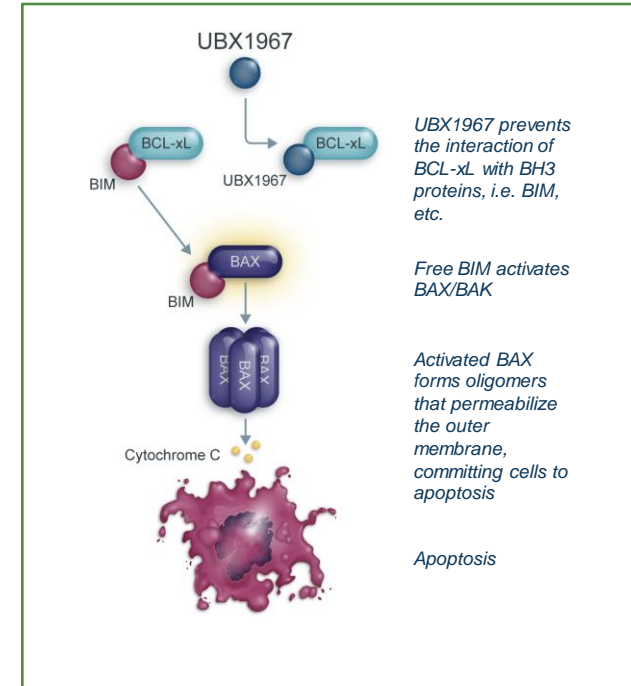 UBX1967
BCL-xL
BIM
BCL-xL
UBX1967
UBX1967 prevents
the interaction of
BCL-xL with BH3
proteins, i.e. BIM,
etc.
BAX
BIM
Free BIM activates
BAX/BAK
BAX
BAX
BAX
Activated BAX
forms oligomers
that permeabilize
the outer
membrane,
committing cells to
apoptosis
Cytochrome C
Apoptosis